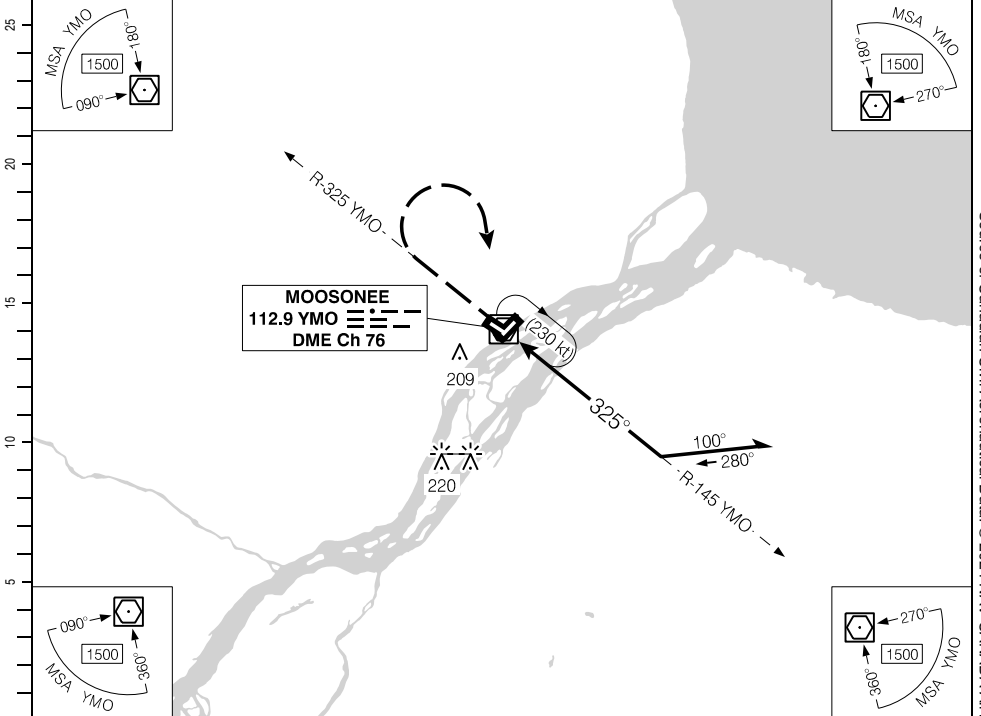 25
20
15
10
5
MSA YMO
180°
1500
090°
MSA YMO
180°
1500
270°
R-325 YMO
MOOSONEE
112.9 YMO
DME Ch 76
(230 kt)
209
220
325°
100°
280°
R-145 YMO
090°
1500
360°
MSA YMO
270°
1500
360°
MSA YMO